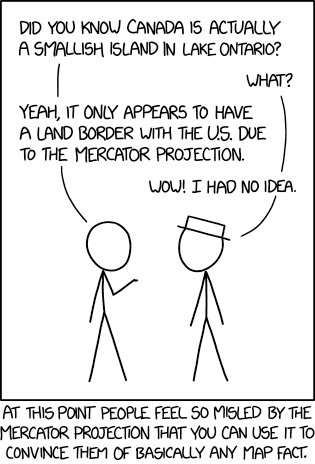 DID YOU KNOW CANADA IS ACTUALLY
A SMALLISH ISLAND IN LAKE ONTARIO?
WHAT?
YEAH, IT ONLY APPEARS TO HAVE
A LAND BORDER WITH THE U.S. DUE
TO THE MERCATOR PROJECTION.
WOW! I HAD NO IDEA.
AT THIS POINT PEOPLE FEEL SO MISLED BY THE
MERCATOR PROJECTION THAT YOU CAN USE IT TO
CONVINCE THEM OF BASICALLY ANY MAP FACT.